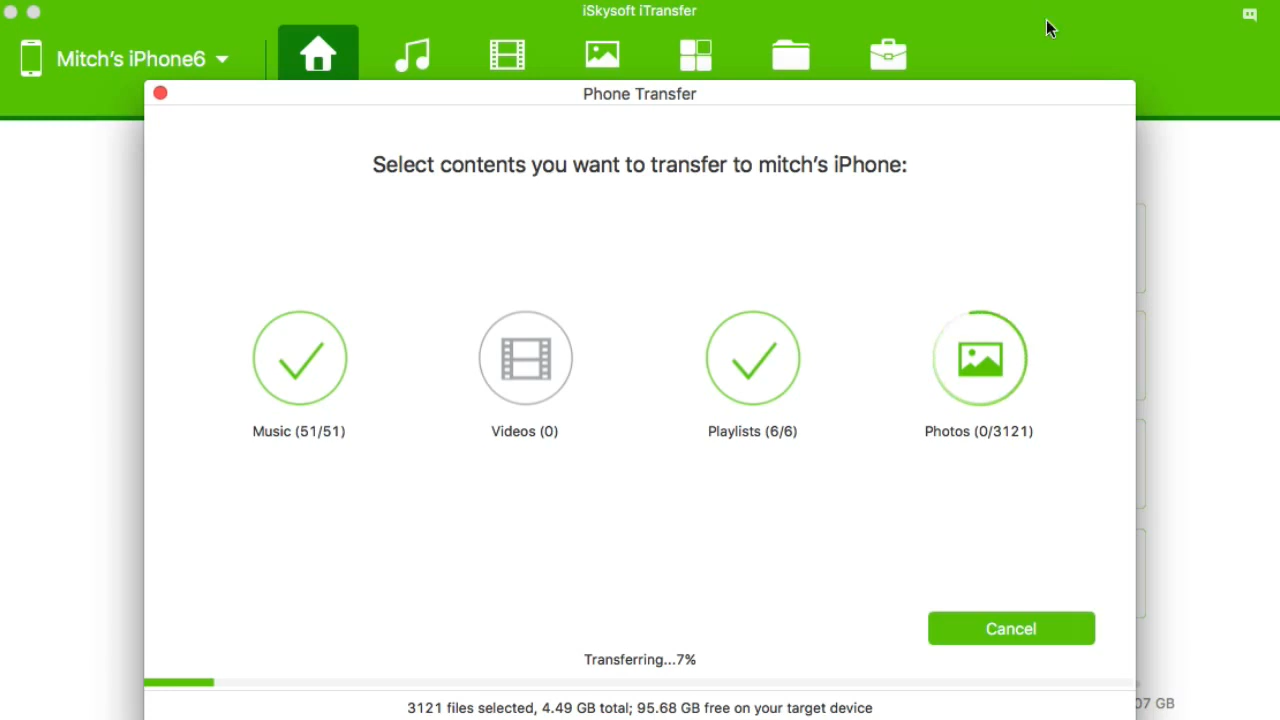 iSkysoft iTransfer
Mitch's iPhone6
Phone Transfer
Select contents you want to transfer to mitch's iPhone:
Music (51/51)
Videos (0)
Playlists (6/6)
Photos (0/3121)
Cancel
Transferring...7%
07 GB
3121 files selected, 4.49 GB total; 95.68 GB free on your target device